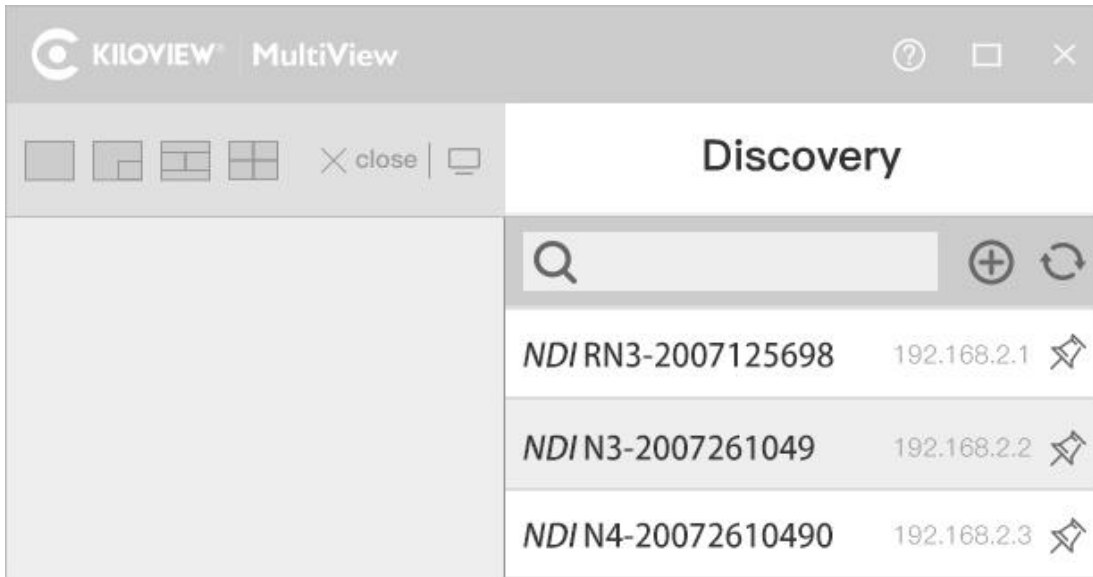 KILOVIEW® MultiView
close
Discovery
NDI RN3-2007125698 192.168.2.1
NDI N3-2007261049 192.168.2.2
NDI N4-20072610490 192.168.2.3